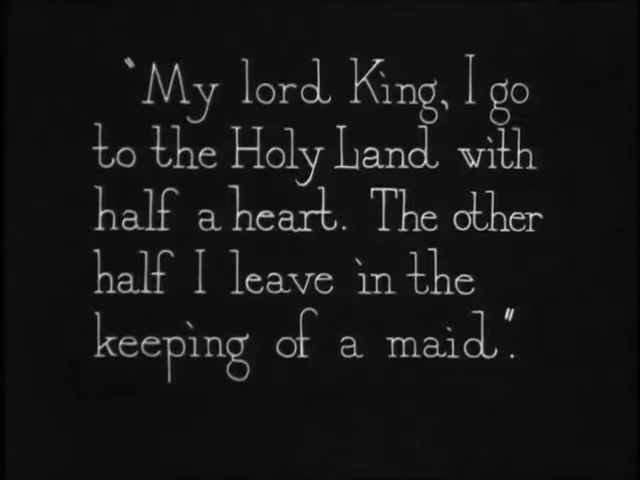 "My lord King, I go
to the Holy Land with
half a heart. The other
half I leave in the
keeping of a maid".